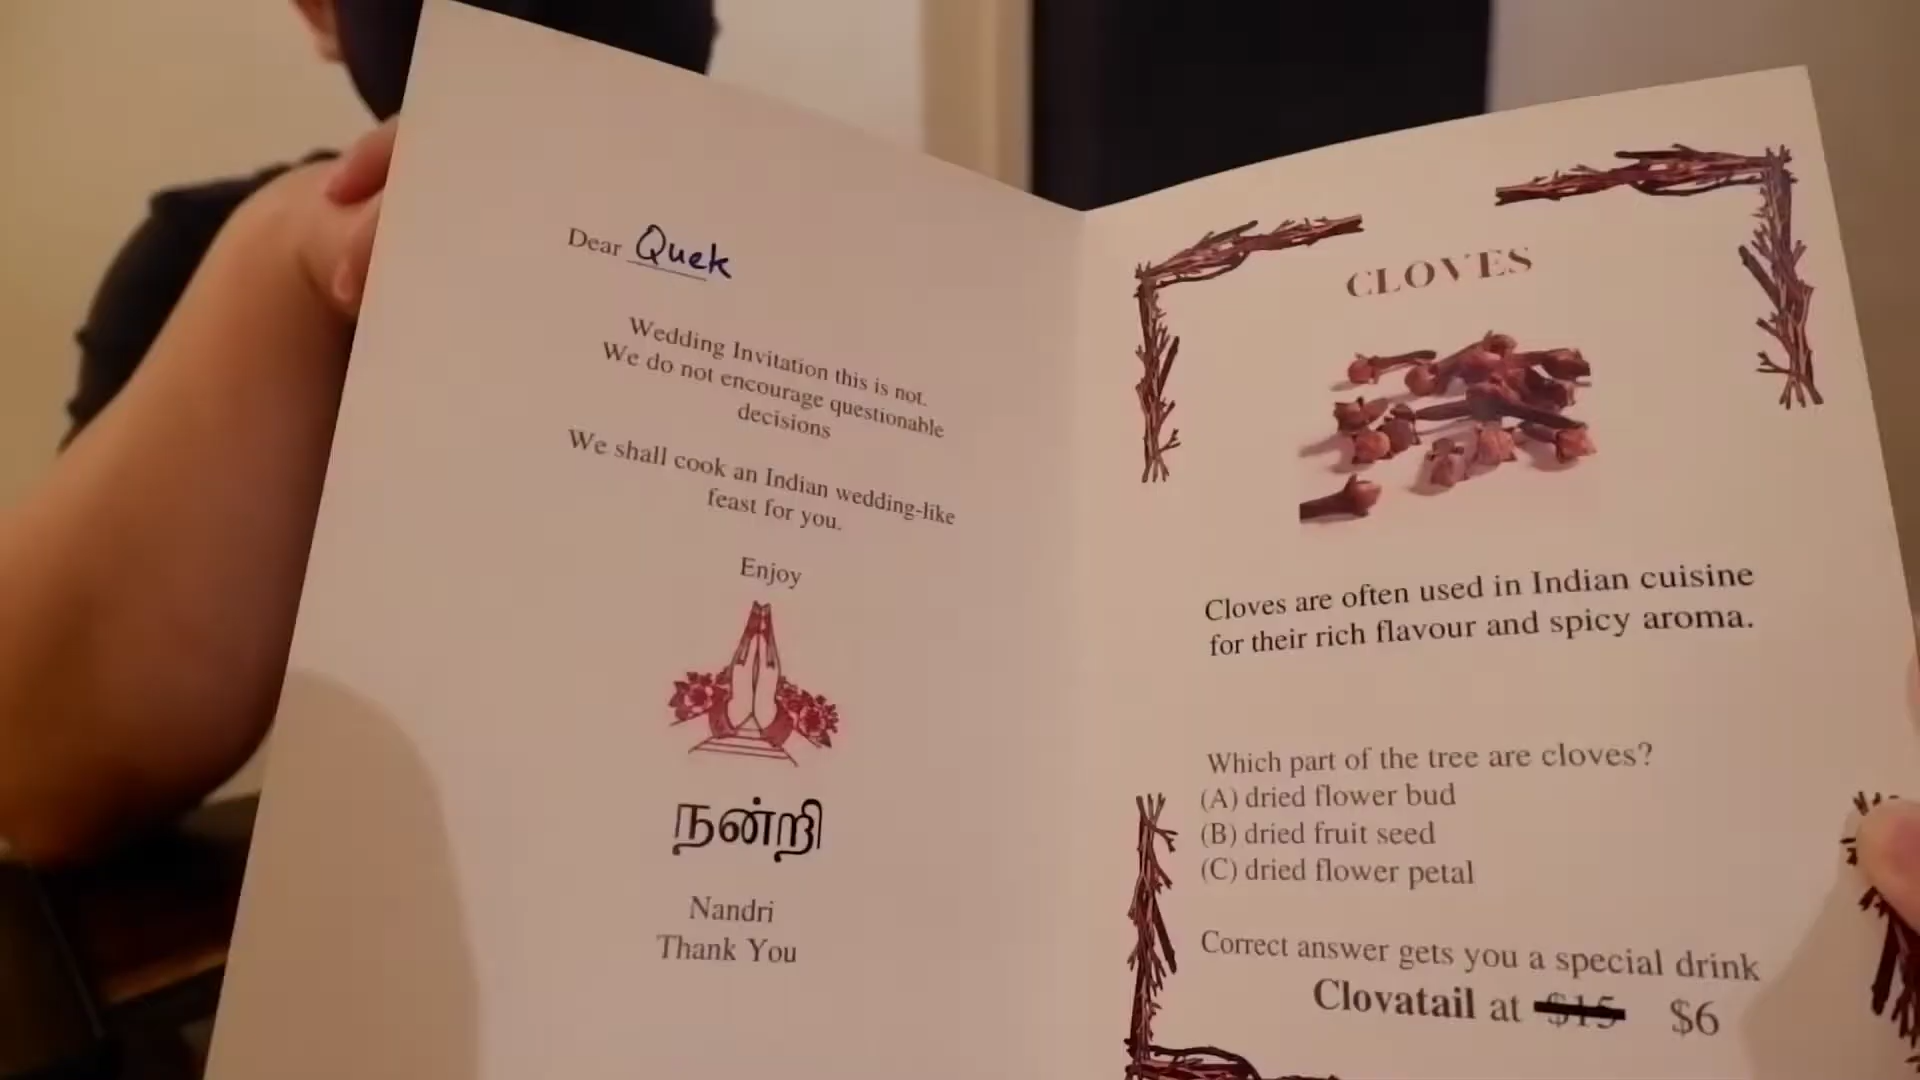 Dear Quek
Wedding Invitation this is not.
We do not encourage questionable
decisions
We shall cook an Indian wedding-like
feast for you.
Enjoy
நன்றி
Nandri
Thank You
CLOVES
Cloves are often used in Indian cuisine
for their rich flavour and spicy aroma.
Which part of the tree are cloves?
(A) dried flower bud
(B) dried fruit seed
(C) dried flower petal
Correct answer gets you a special drink
Clovatail at $15 $6